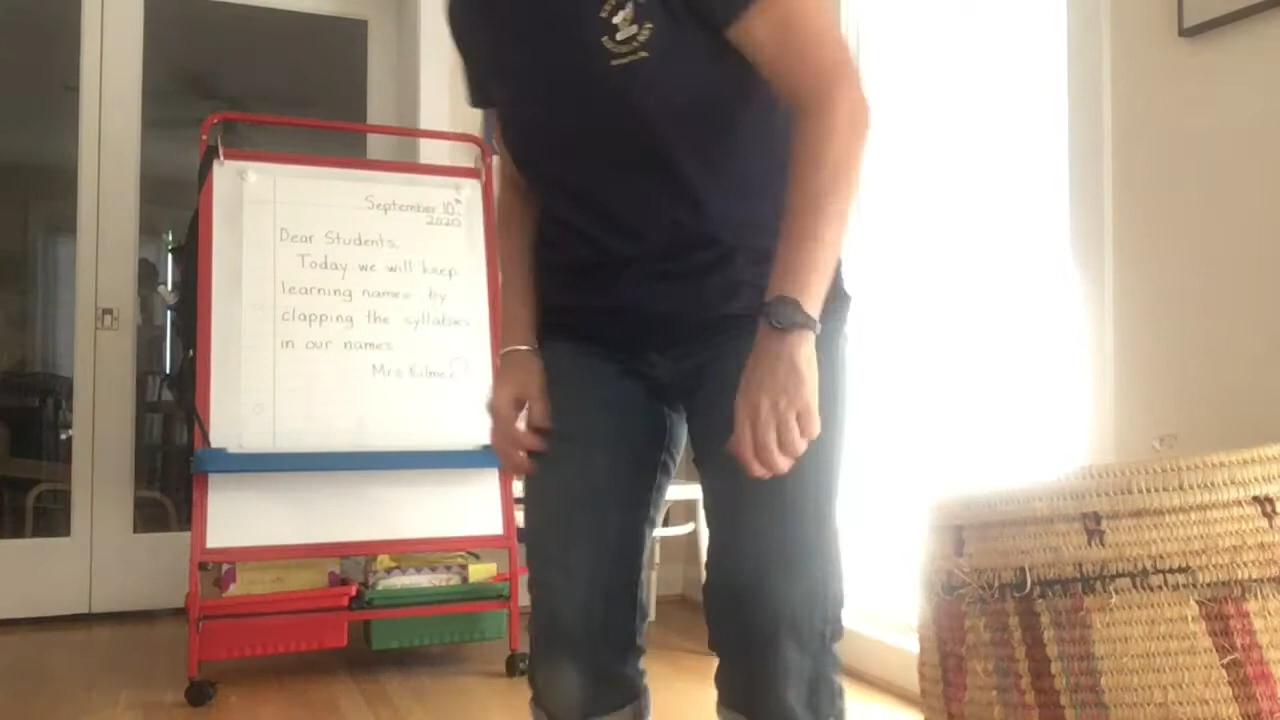 September 10th
2020
Dear Students,
Today we will keep
learning names by
clapping the syllables
in our names
Mrs. Kilmer